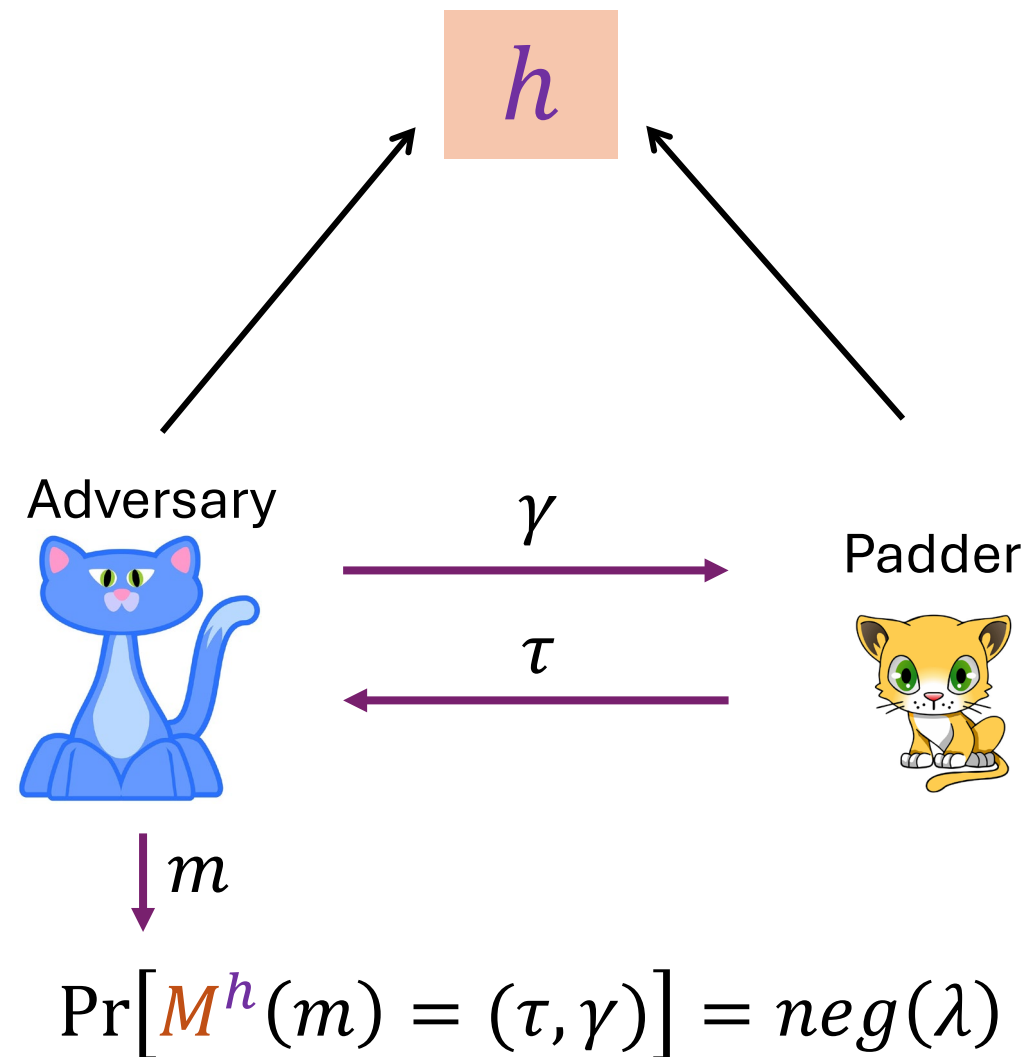 h
Adversary
γ
Padder
τ
m
Pr[M^h(m) = (τ, γ)] = neg(λ)